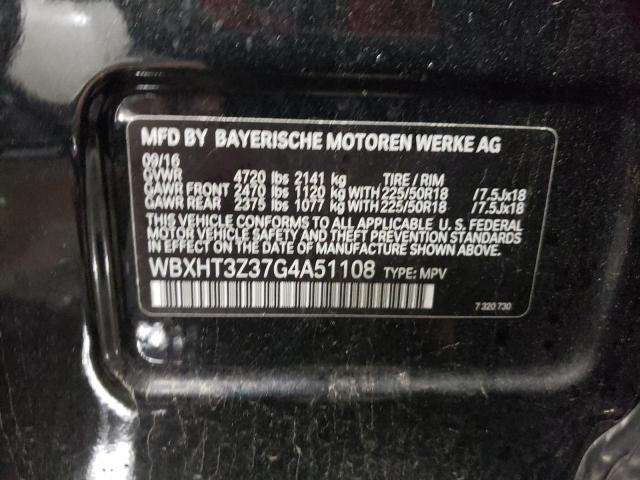 MFD BY BAYERISCHE MOTOREN WERKE AG
09/16
GVWR 4720 lbs 2141 kg TIRE / RIM
GAWR FRONT 2470 lbs 1120 kg WITH 225/50R18 /7.5Jx18
GAWR REAR 2375 lbs 1077 kg WITH 225/50R18 /7.5Jx18
THIS VEHICLE CONFORMS TO ALL APPLICABLE U. S. FEDERAL
MOTOR VEHICLE SAFETY AND THEFT PREVENTION STANDARDS
IN EFFECT ON THE DATE OF MANUFACTURE SHOWN ABOVE.
WBXHT3Z37G4A51108 TYPE: MPV
7 320 730